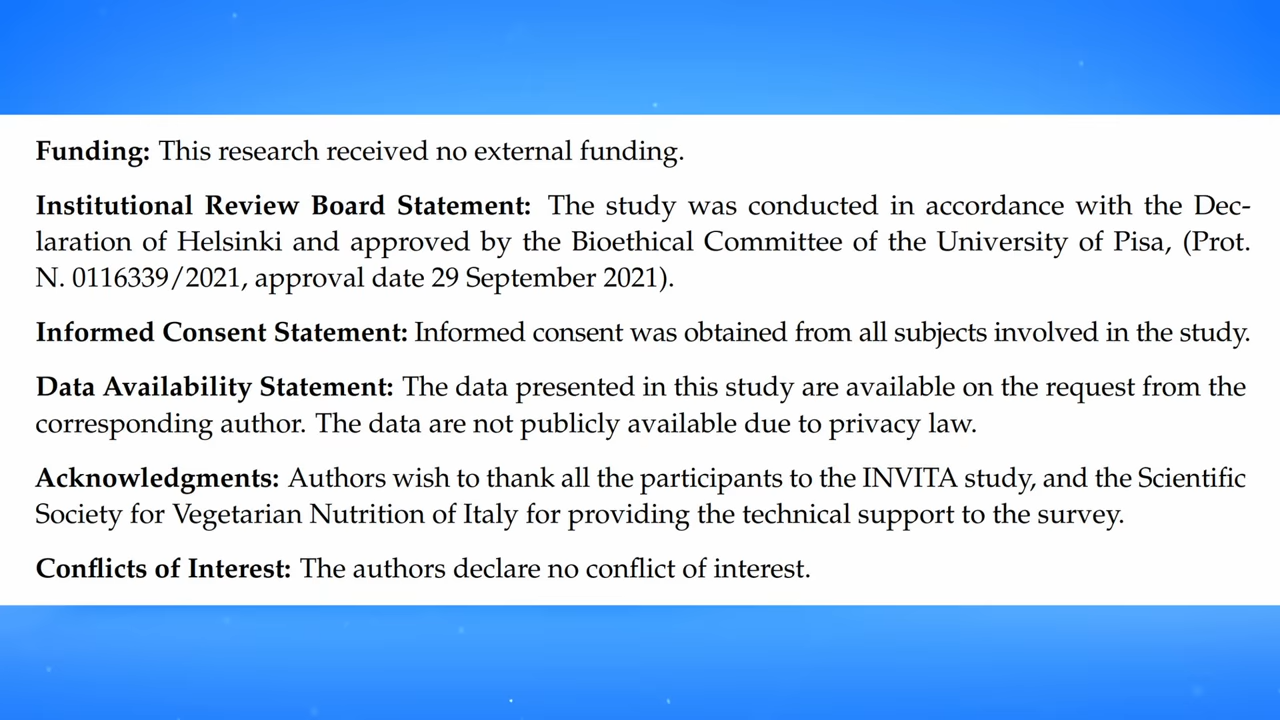 Funding: This research received no external funding.
Institutional Review Board Statement: The study was conducted in accordance with the Dec-
laration of Helsinki and approved by the Bioethical Committee of the University of Pisa, (Prot.
N. 0116339/2021, approval date 29 September 2021).
Informed Consent Statement: Informed consent was obtained from all subjects involved in the study.
Data Availability Statement: The data presented in this study are available on the request from the
corresponding author. The data are not publicly available due to privacy law.
Acknowledgments: Authors wish to thank all the participants to the INVITA study, and the Scientific
Society for Vegetarian Nutrition of Italy for providing the technical support to the survey.
Conflicts of Interest: The authors declare no conflict of interest.